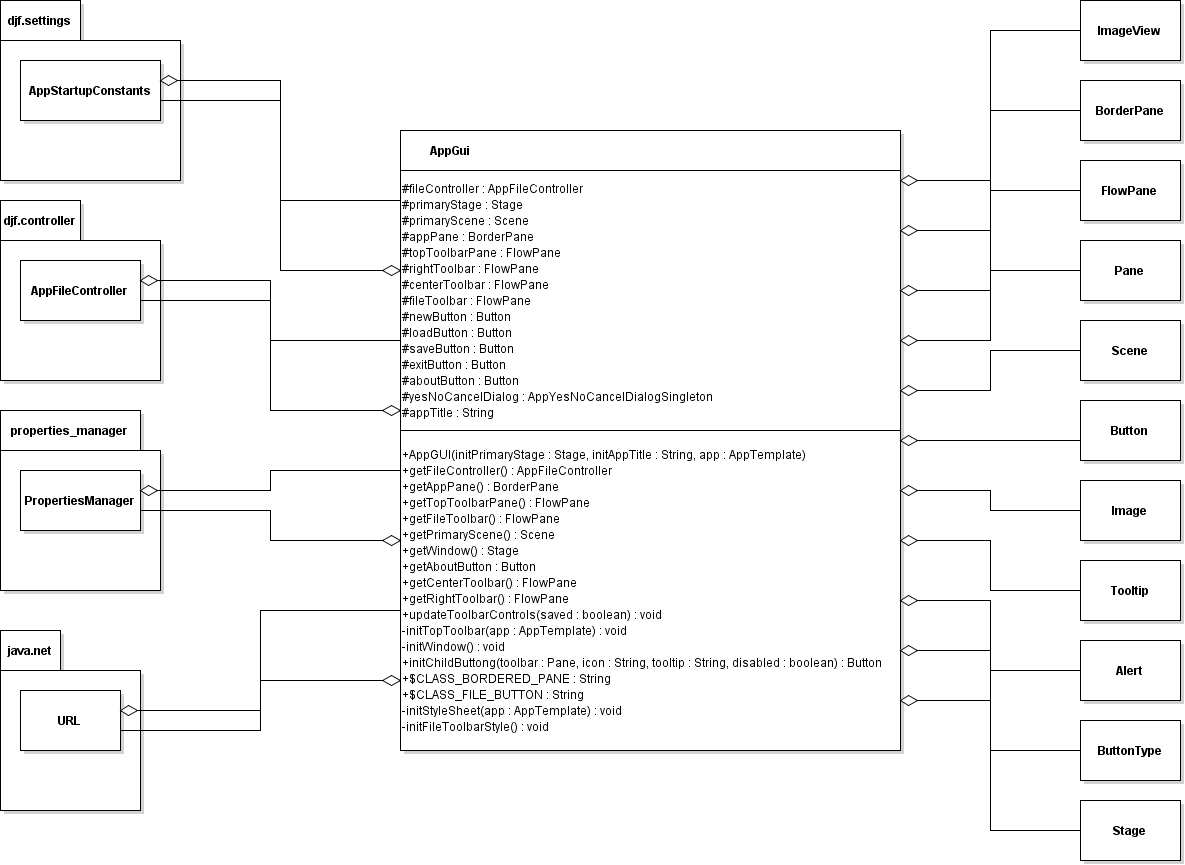 djf.settings
AppStartupConstants
djf.controller
AppFileController
properties_manager
PropertiesManager
java.net
URL
AppGui
#fileController : AppFileController
#primaryStage : Stage
#primaryScene : Scene
#appPane : BorderPane
#topToolbarPane : FlowPane
#rightToolbar : FlowPane
#centerToolbar : FlowPane
#fileToolbar : FlowPane
#newButton : Button
#loadButton : Button
#saveButton : Button
#exitButton : Button
#aboutButton : Button
#yesNoCancelDialog : AppYesNoCancelDialogSingleton
#appTitle : String
+AppGUI(initPrimaryStage : Stage, initAppTitle : String, app : AppTemplate)
+getFileController() : AppFileController
+getAppPane() : BorderPane
+getTopToolbarPane() : FlowPane
+getFileToolbar() : FlowPane
+getPrimaryScene() : Scene
+getWindow() : Stage
+getAboutButton : Button
+getCenterToolbar() : FlowPane
+getRightToolbar() : FlowPane
+updateToolbarControls(saved : boolean) : void
-initTopToolbar(app : AppTemplate) : void
-initWindow() : void
+initChildButtong(toolbar : Pane, icon : String, tooltip : String, disabled : boolean) : Button
+$CLASS_BORDERED_PANE : String
+$CLASS_FILE_BUTTON : String
-initStyleSheet(app : AppTemplate) : void
-initFileToolbarStyle() : void
ImageView
BorderPane
FlowPane
Pane
Scene
Button
Image
Tooltip
Alert
ButtonType
Stage